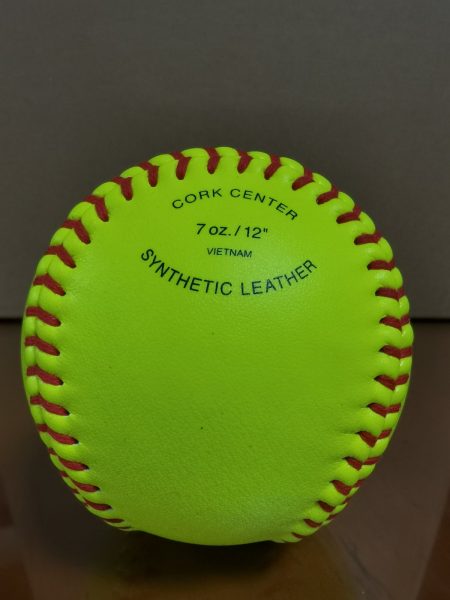 CORK CENTER
7 oz. / 12"
VIETNAM
SYNTHETIC LEATHER